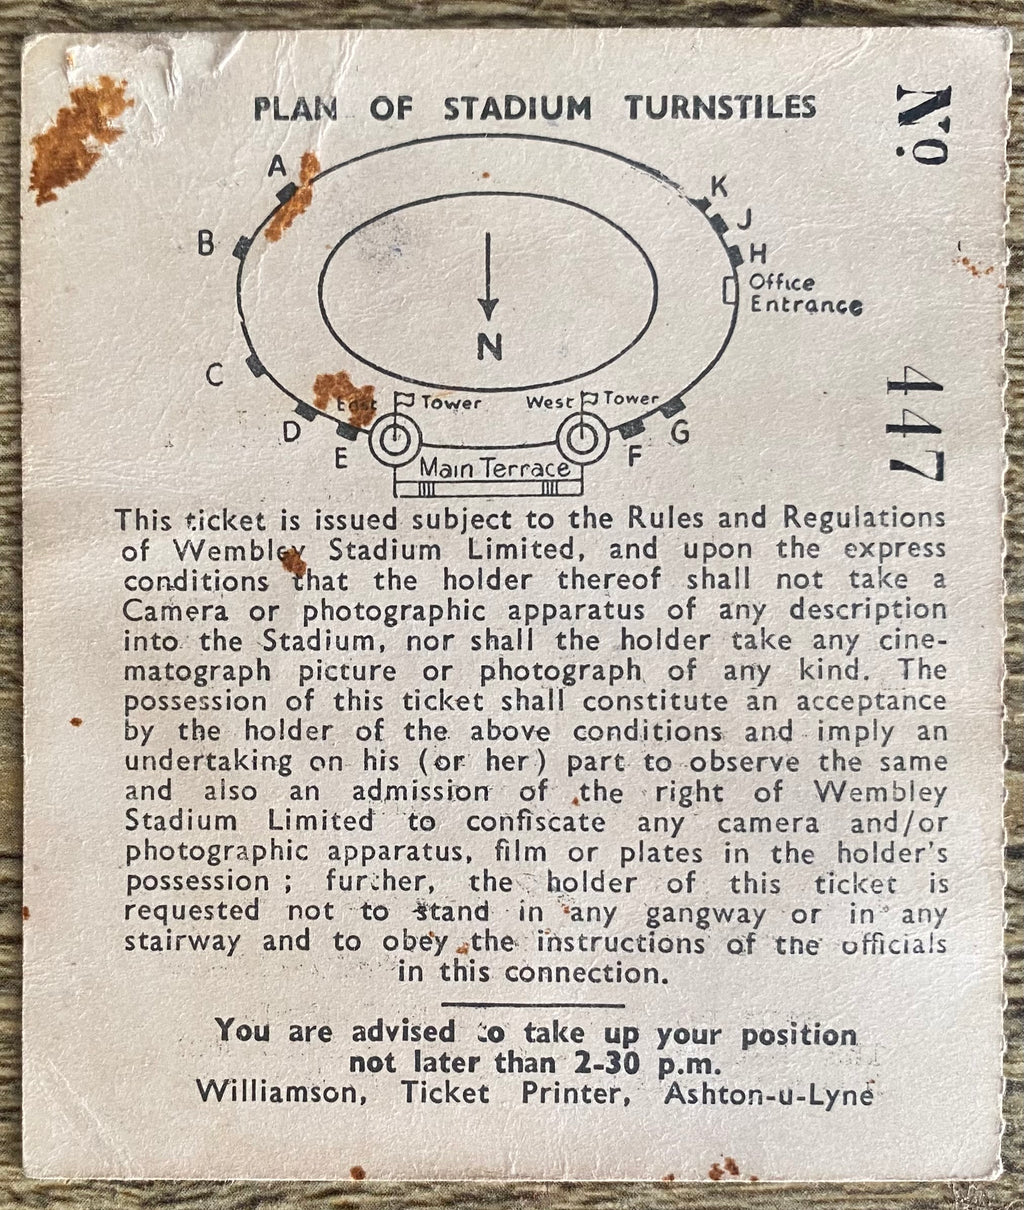 PLAN OF STADIUM TURNSTILES
Nº 447
A
K
J
B
H
Office
Entrance
N
C
East Tower
West Tower
D
G
E
F
Main Terrace
This ticket is issued subject to the Rules and Regulations
of Wembley Stadium Limited, and upon the express
conditions that the holder thereof shall not take a
Camera or photographic apparatus of any description
into the Stadium, nor shall the holder take any cine-
matograph picture or photograph of any kind. The
possession of this ticket shall constitute an acceptance
by the holder of the above conditions and imply an
undertaking on his (or her) part to observe the same
and also an admission of the right of Wembley
Stadium Limited to confiscate any camera and/or
photographic apparatus, film or plates in the holder's
possession ; further, the holder of this ticket is
requested not to stand in any gangway or in any
stairway and to obey the instructions of the officials
in this connection.
You are advised to take up your position
not later than 2-30 p.m.
Williamson, Ticket Printer, Ashton-u-Lyne